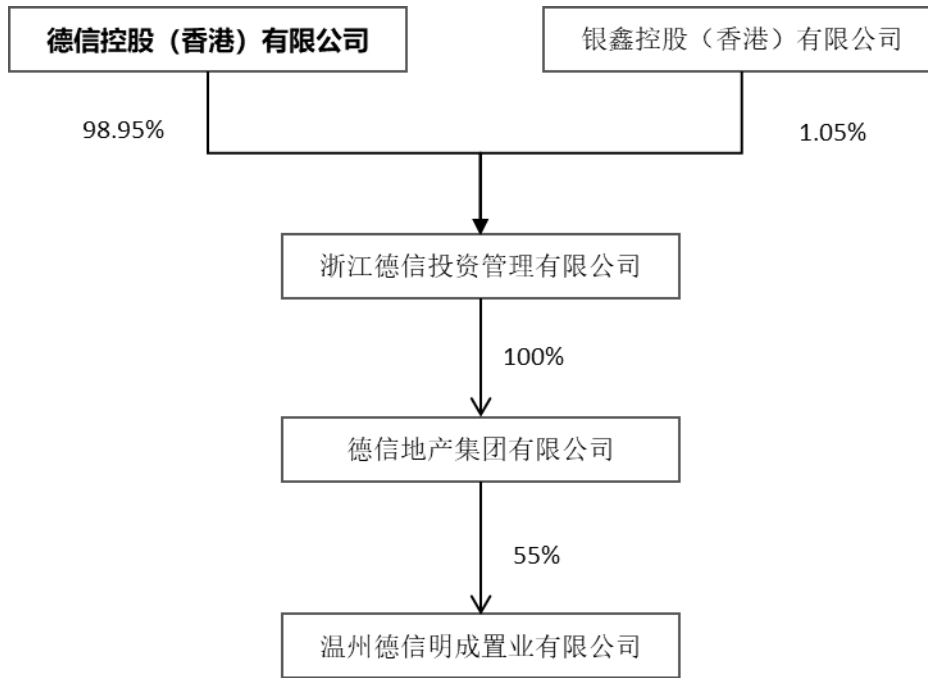 德信控股（香港）有限公司
银鑫控股（香港）有限公司
98.95%
1.05%
浙江德信投资管理有限公司
100%
德信地产集团有限公司
55%
温州德信明成置业有限公司